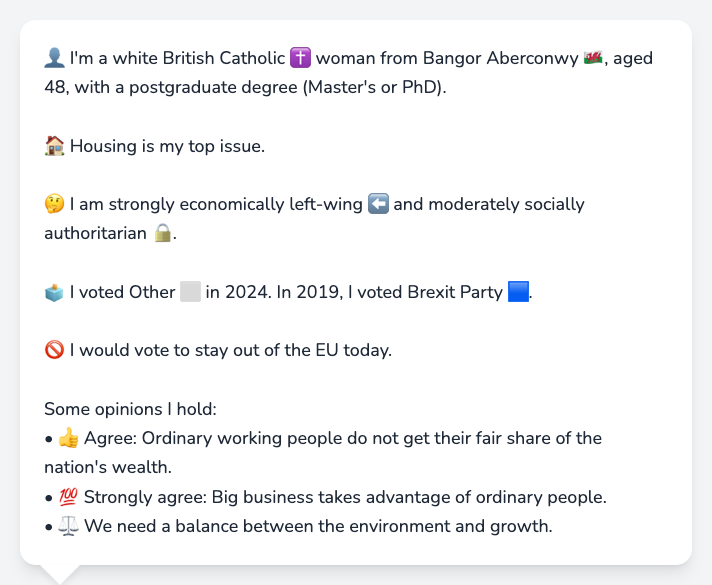 👤 I'm a white British Catholic ✝️ woman from Bangor Aberconwy 🏴󠁧󠁢󠁷󠁬󠁳󠁿, aged
48, with a postgraduate degree (Master's or PhD).
🏠 Housing is my top issue.
🤔 I am strongly economically left-wing ⬅️ and moderately socially
authoritarian 🔒.
🗳️ I voted Other ⬜ in 2024. In 2019, I voted Brexit Party 🟦.
🚫 I would vote to stay out of the EU today.
Some opinions I hold:
• 👍 Agree: Ordinary working people do not get their fair share of the
nation's wealth.
• 💯 Strongly agree: Big business takes advantage of ordinary people.
• ⚖️ We need a balance between the environment and growth.